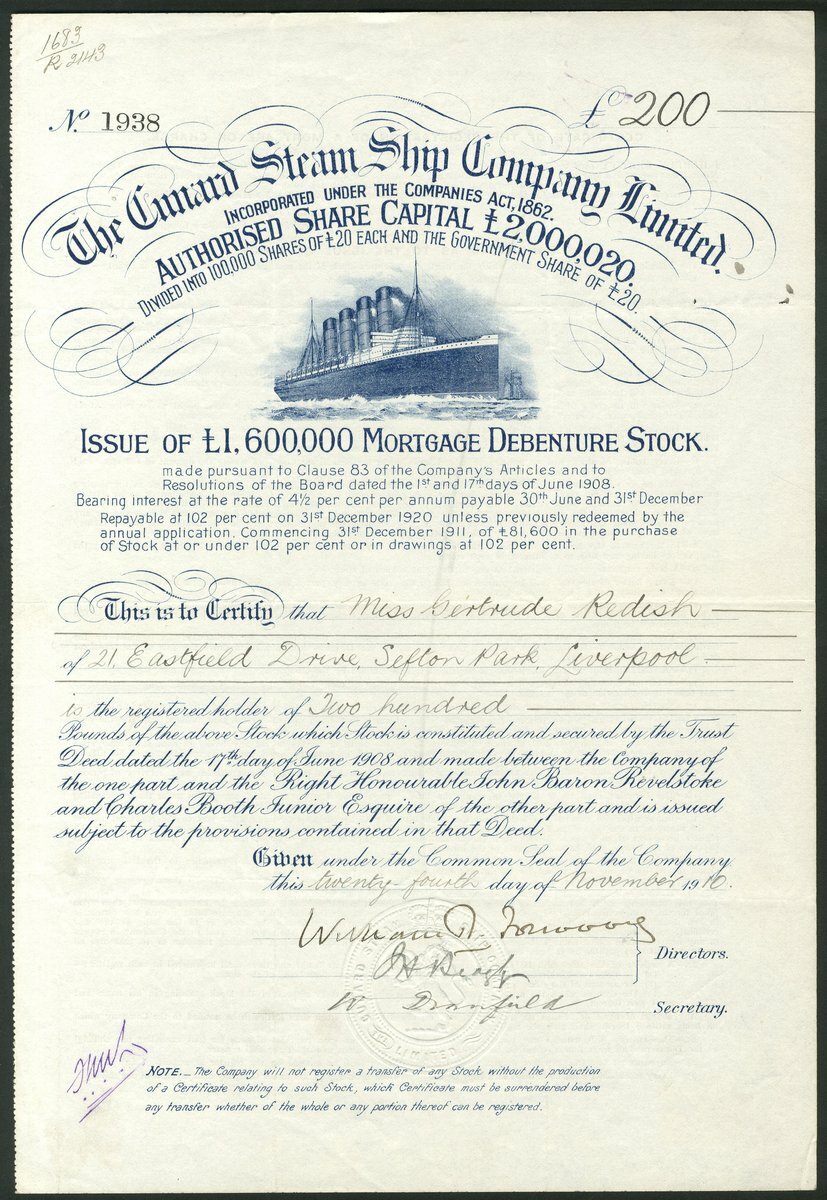 1683
R 2143
No. 1938
£ 200
The Cunard Steam Ship Company Limited.
Incorporated under the Companies Act, 1862.
Authorised Share Capital £2,000,020.
Divided into 100,000 Shares of £20 each and the Government Share of £20.
Issue of £1,600,000 Mortgage Debenture Stock.
made pursuant to Clause 83 of the Company's Articles and to
Resolutions of the Board dated the 1st and 17th days of June 1908.
Bearing interest at the rate of 4½ per cent per annum payable 30th June and 31st December
Repayable at 102 per cent on 31st December 1920 unless previously redeemed by the
annual application, Commencing 31st December 1911, of £81,600 in the purchase
of Stock at or under 102 per cent or in drawings at 102 per cent.
This is to Certify that Miss Gertrude Redish
of 21, Eastfield Drive, Sefton Park, Liverpool
is the registered holder of Two hundred
Pounds of the above Stock which Stock is constituted and secured by the Trust
Deed dated the 17th day of June 1908 and made between the Company of
the one part and the Right Honourable John Baron Revelstoke
and Charles Booth Junior Esquire of the other part and is issued
subject to the provisions contained in that Deed.
Given under the Common Seal of the Company
this twenty-fourth day of November 1910.
William Forwood
Directors.
Secretary.
NOTE._ The Company will not register a transfer of any Stock without the production
of a Certificate relating to such Stock, which Certificate must be surrendered before
any transfer whether of the whole or any portion thereof can be registered.